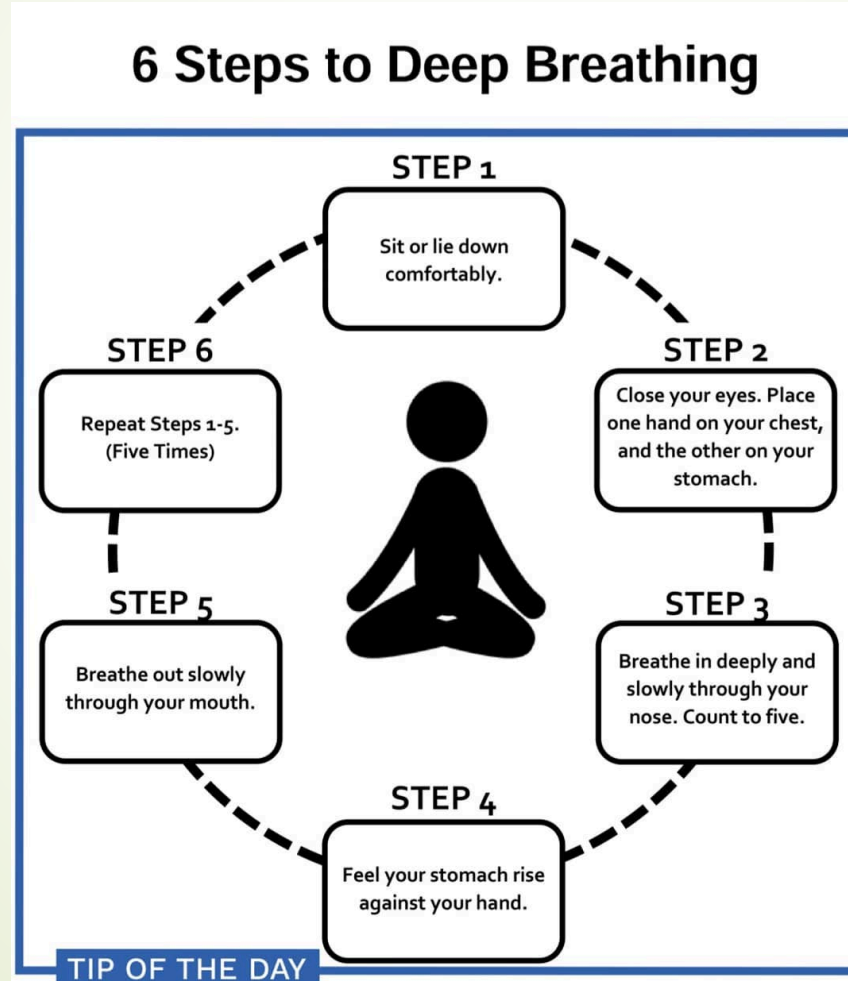 6 Steps to Deep Breathing
STEP 1
Sit or lie down
comfortably.
STEP 2
Close your eyes. Place
one hand on your chest,
and the other on your
stomach.
STEP 3
Breathe in deeply and
slowly through your
nose. Count to five.
STEP 4
Feel your stomach rise
against your hand.
STEP 5
Breathe out slowly
through your mouth.
STEP 6
Repeat Steps 1-5.
(Five Times)
TIP OF THE DAY